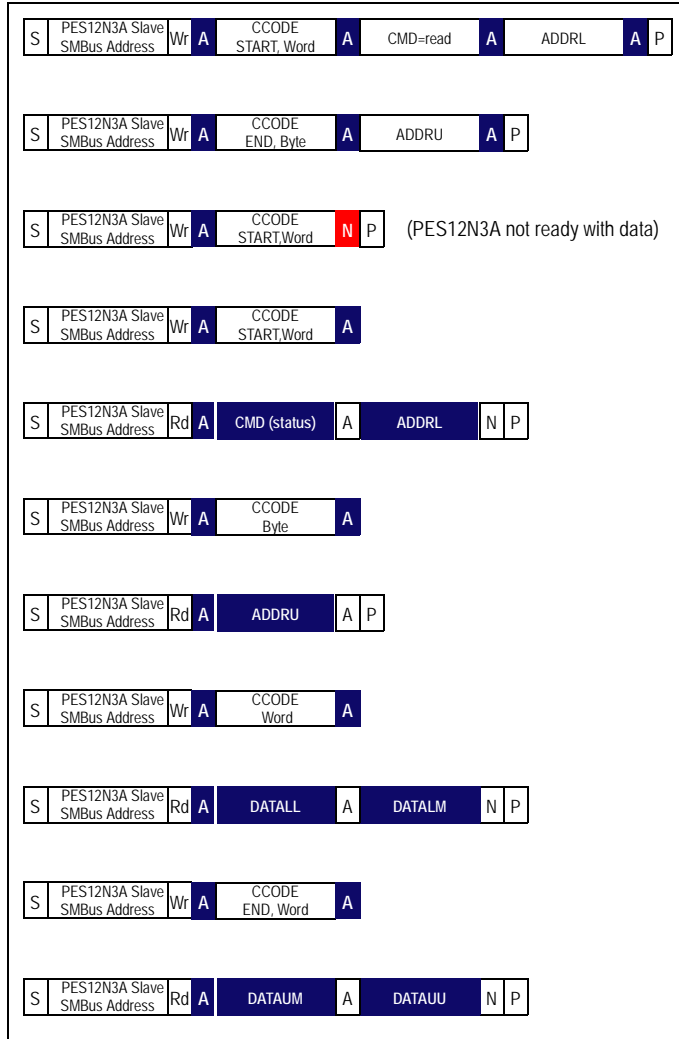 S PES12N3A Slave SMBus Address Wr A CCODE START, Word A CMD=read A ADDRL A P
S PES12N3A Slave SMBus Address Wr A CCODE END, Byte A ADDRU A P
S PES12N3A Slave SMBus Address Wr A CCODE START,Word N P (PES12N3A not ready with data)
S PES12N3A Slave SMBus Address Wr A CCODE START,Word A
S PES12N3A Slave SMBus Address Rd A CMD (status) A ADDRL N P
S PES12N3A Slave SMBus Address Wr A CCODE Byte A
S PES12N3A Slave SMBus Address Rd A ADDRU A P
S PES12N3A Slave SMBus Address Wr A CCODE Word A
S PES12N3A Slave SMBus Address Rd A DATALL A DATALM N P
S PES12N3A Slave SMBus Address Wr A CCODE END, Word A
S PES12N3A Slave SMBus Address Rd A DATAUM A DATAUU N P